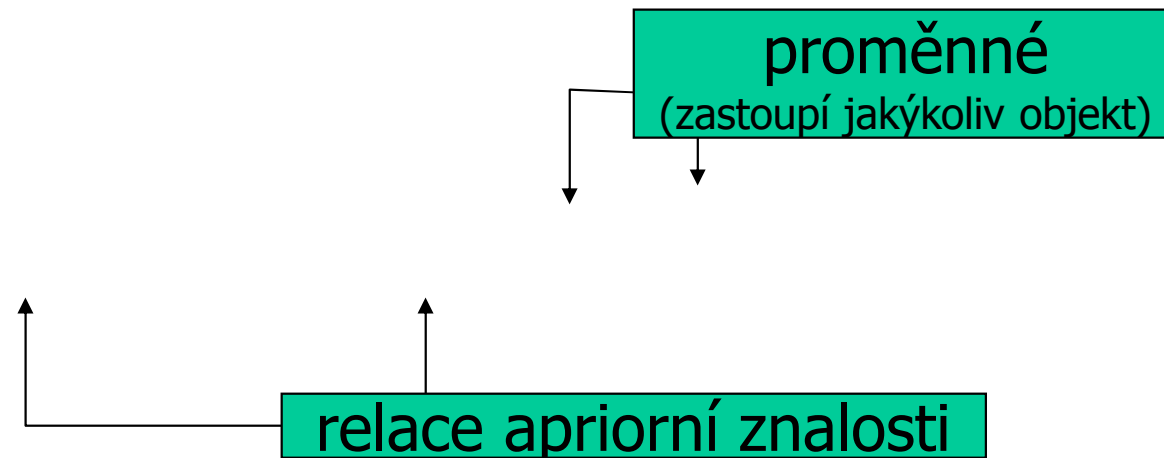 proměnné
(zastoupí jakýkoliv objekt)
relace apriorní znalosti